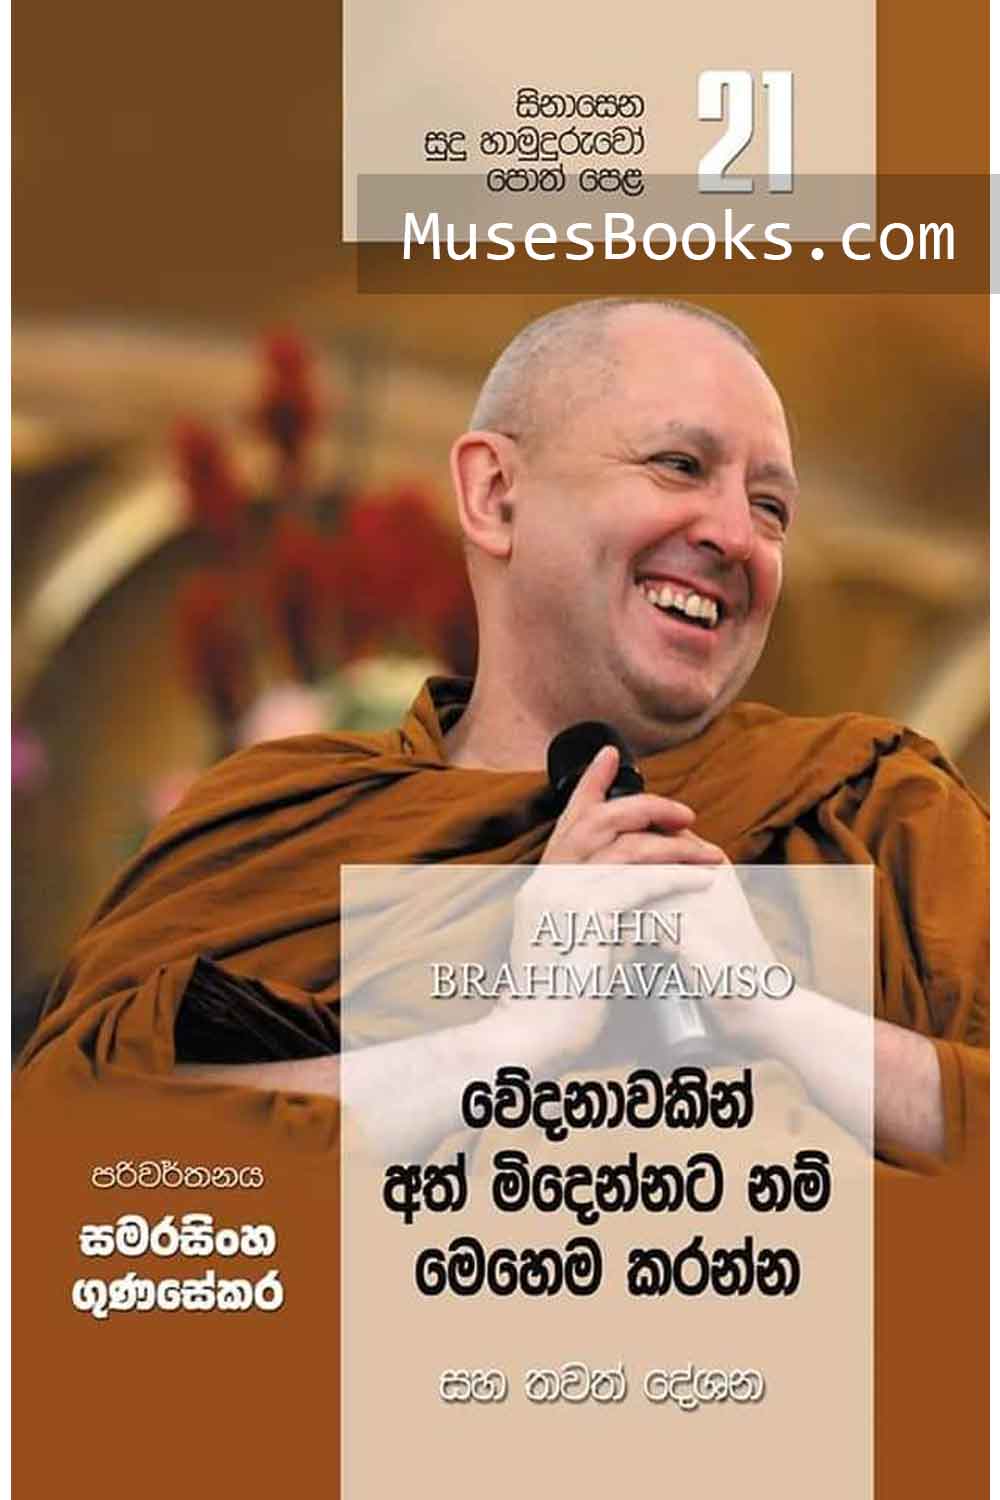 සිනාසෙන
සුදු හාමුදුරුවෝ
පොත් පෙළ
21
MusesBooks.com
AJAHN
BRAHMAVAMSO
වේදනාවකින්
අත් මිදෙන්නට නම්
මෙහෙම කරන්න
සහ තවත් දේශන
පරිවර්තනය
සමරසිංහ
ගුණසේකර